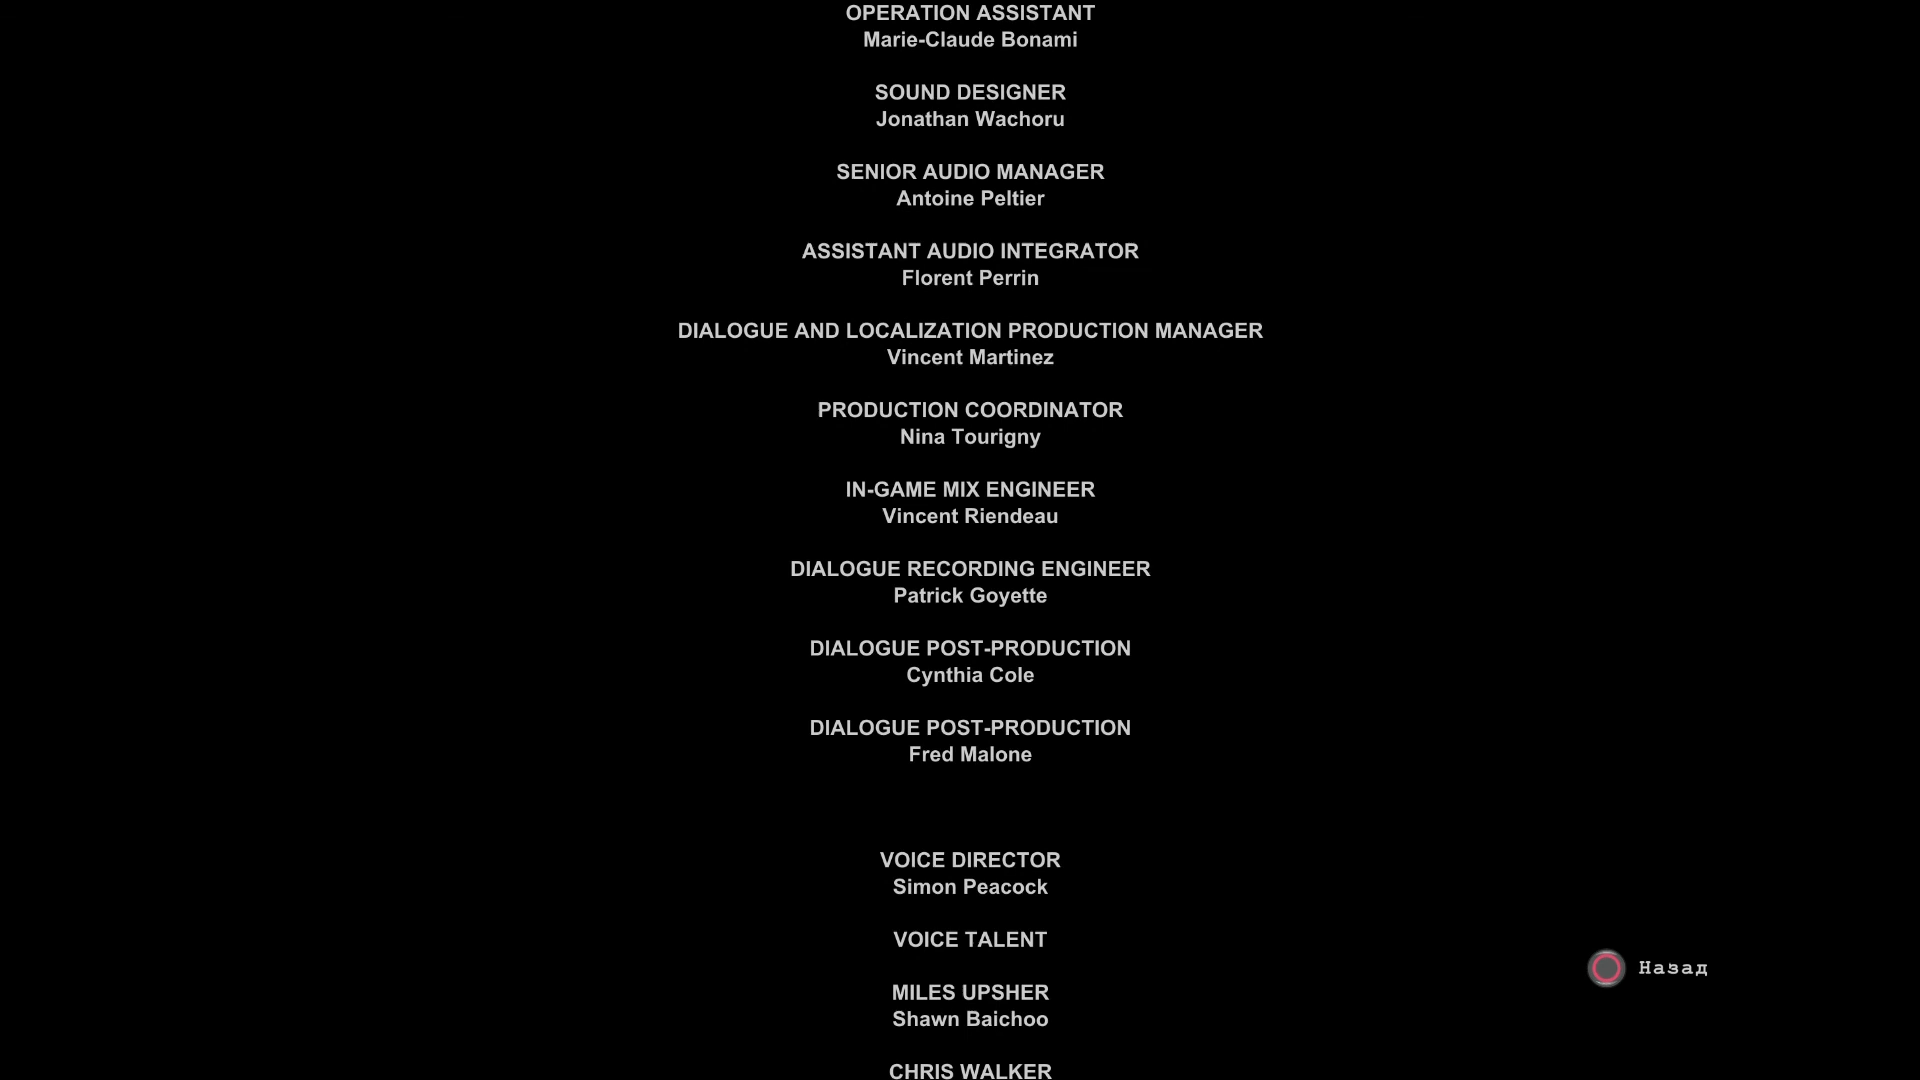 OPERATION ASSISTANT
Marie-Claude Bonami
SOUND DESIGNER
Jonathan Wachoru
SENIOR AUDIO MANAGER
Antoine Peltier
ASSISTANT AUDIO INTEGRATOR
Florent Perrin
DIALOGUE AND LOCALIZATION PRODUCTION MANAGER
Vincent Martinez
PRODUCTION COORDINATOR
Nina Tourigny
IN-GAME MIX ENGINEER
Vincent Riendeau
DIALOGUE RECORDING ENGINEER
Patrick Goyette
DIALOGUE POST-PRODUCTION
Cynthia Cole
DIALOGUE POST-PRODUCTION
Fred Malone
VOICE DIRECTOR
Simon Peacock
VOICE TALENT
Назад
MILES UPSHER
Shawn Baichoo
CHRIS WALKER